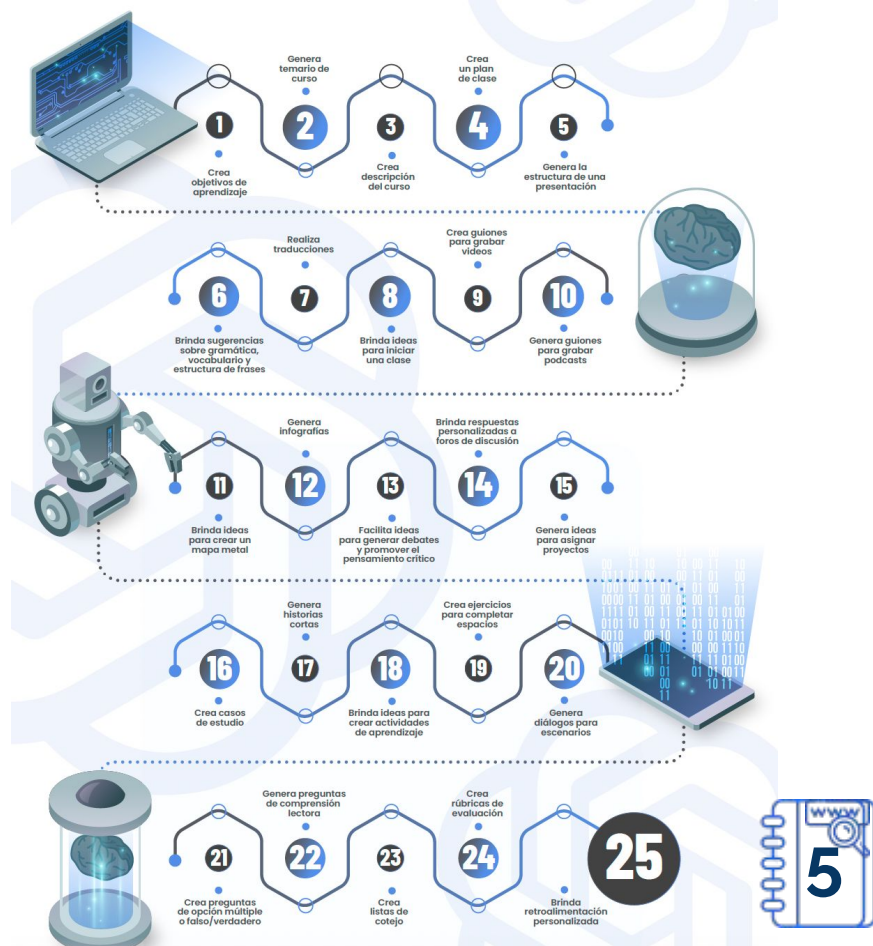 1
Crea
objetivos de
aprendizaje
Genera
temario de
curso
2
3
Crea
descripción
del curso
Crea
un plan
de clase
4
5
Genera la
estructura de una
presentación
6
Brinda sugerencias
sobre gramática,
vocabulario y
estructura de frases
Realiza
traducciones
7
8
Brinda ideas
para iniciar
una clase
Crea guiones
para grabar
videos
9
10
Genera guiones
para grabar
podcasts
11
Brinda ideas
para crear un
mapa metal
Genera
infografías
12
13
Facilita ideas
para generar debates
y promover el
pensamiento crítico
Brinda respuestas
personalizadas a
foros de discusión
14
15
Genera ideas
para asignar
proyectos
16
Crea casos
de estudio
Genera
historias
cortas
17
18
Brinda ideas para
crear actividades
de aprendizaje
Crea ejercicios
para completar
espacios
19
20
Genera
diálogos para
escenarios
21
Crea preguntas
de opción múltiple
o falso/verdadero
Genera preguntas
de comprensión
lectora
22
23
Crea
listas de
cotejo
Crea
rúbricas de
evaluación
24
25
Brinda
retroalimentación
personalizada
WWW
5